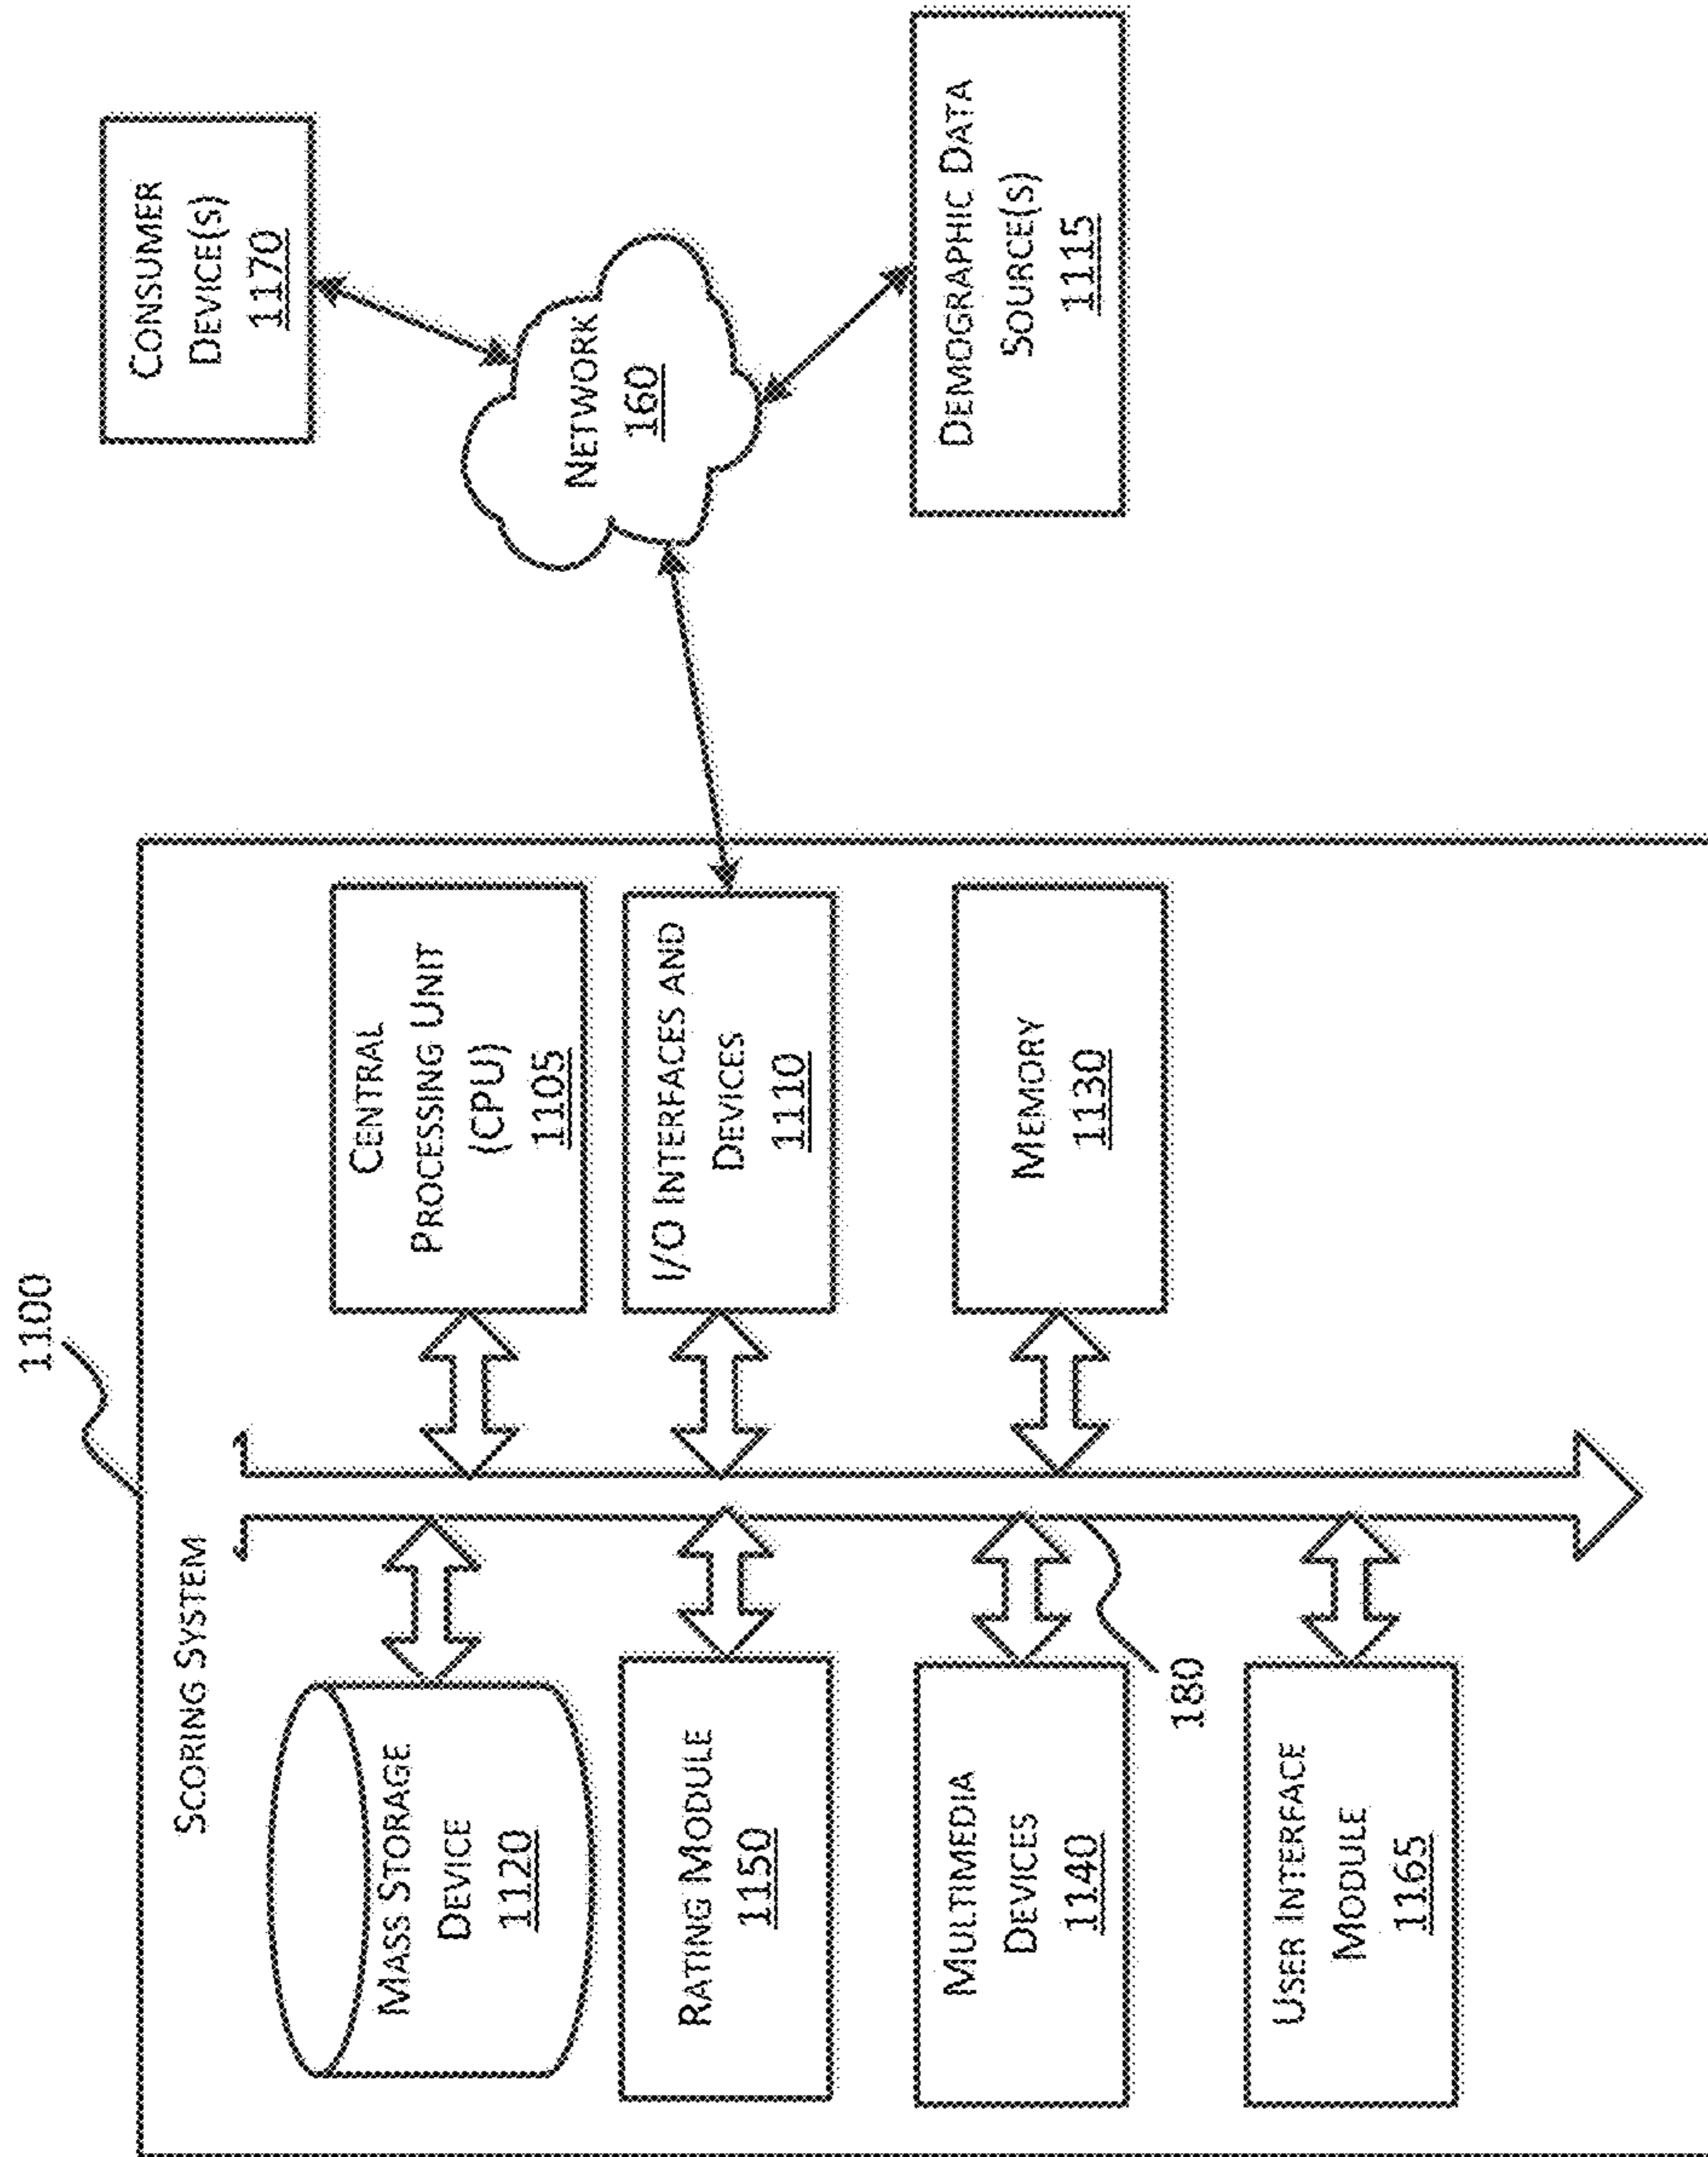 1100
SCORING SYSTEM
MASS STORAGE
DEVICE
1120
RATING MODULE
1150
MULTIMEDIA
DEVICES
1140
USER INTERFACE
MODULE
1165
180
CENTRAL
PROCESSING UNIT
(CPU)
1105
I/O INTERFACES AND
DEVICES
1110
MEMORY
1130
NETWORK
160
CONSUMER
DEVICE(S)
1170
DEMOGRAPHIC DATA
SOURCE(S)
1115